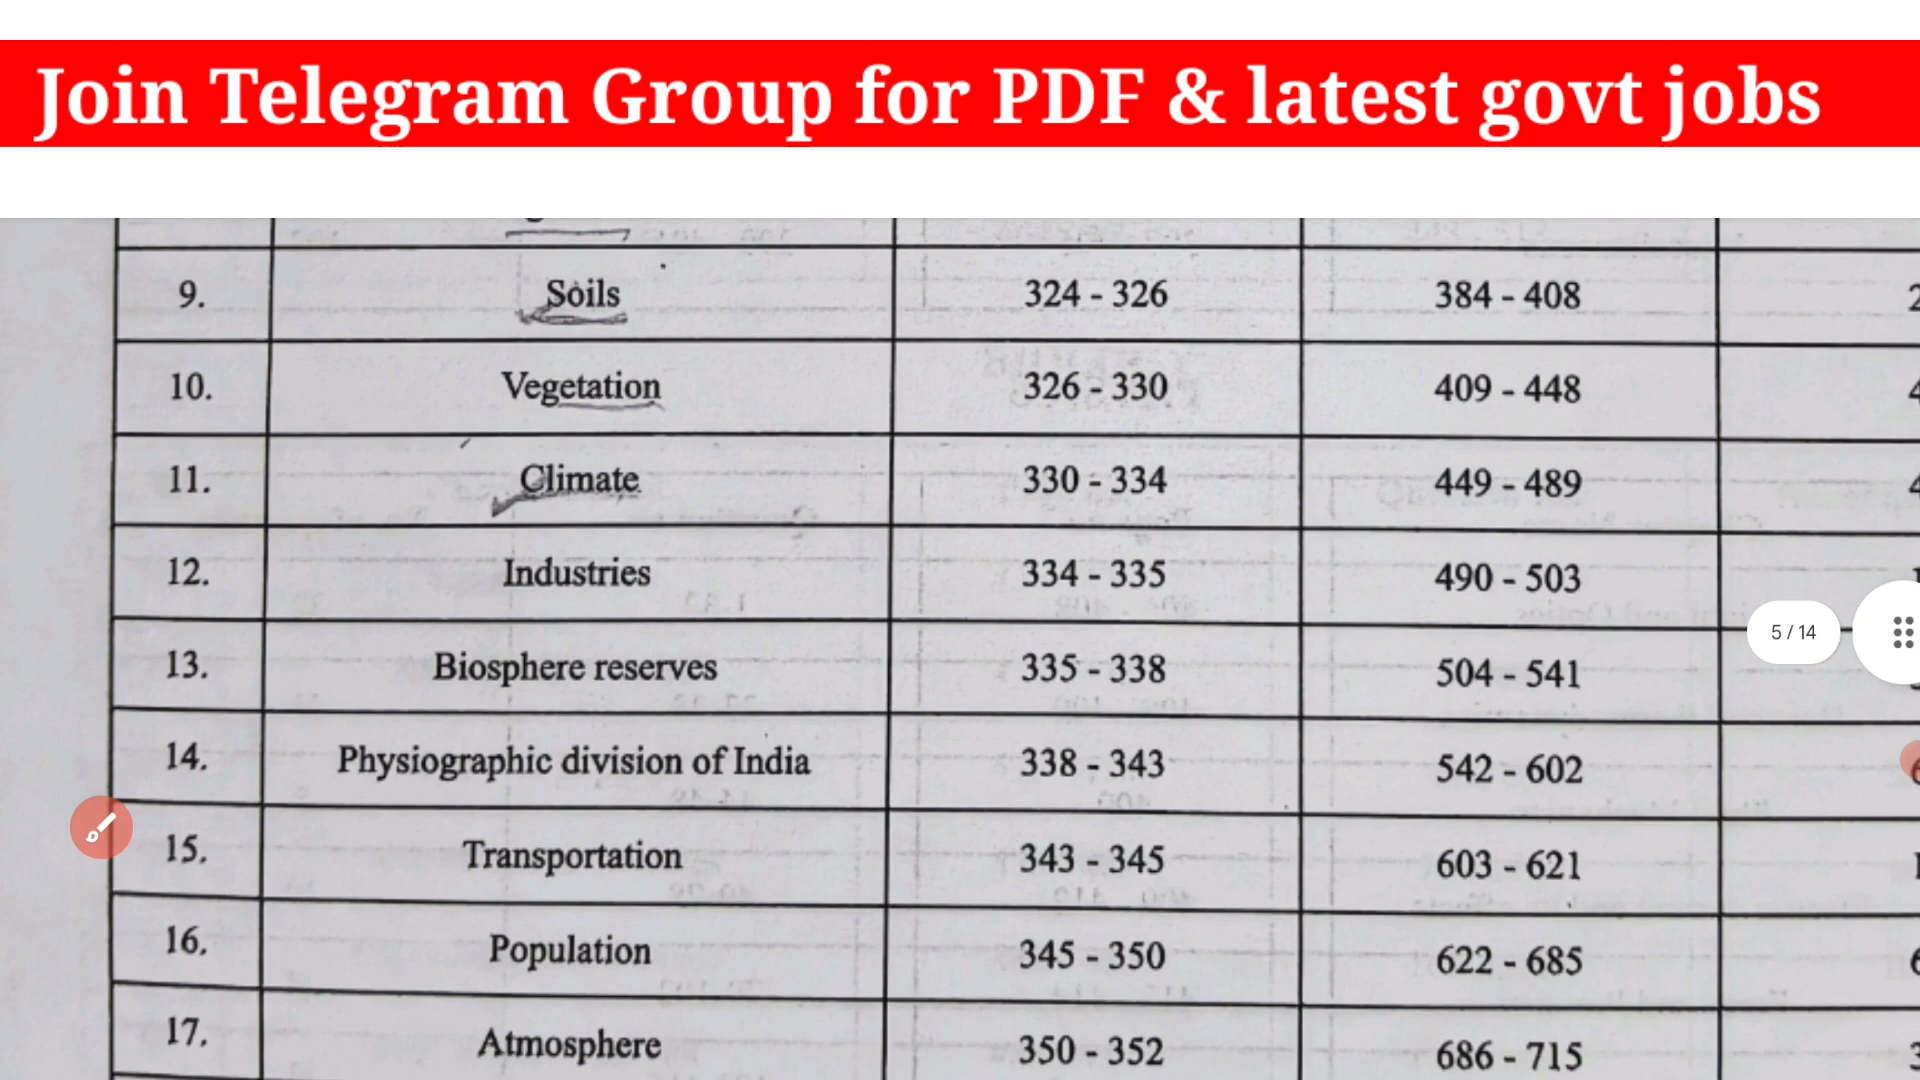 Join Telegram Group for PDF & latest govt jobs
9. Soils 324 - 326 384 - 408
10. Vegetation 326 - 330 409 - 448
11. Climate 330 - 334 449 - 489
12. Industries 334 - 335 490 - 503
5 / 14
13. Biosphere reserves 335 - 338 504 - 541
14. Physiographic division of India 338 - 343 542 - 602
15. Transportation 343 - 345 603 - 621
16. Population 345 - 350 622 - 685
17. Atmosphere 350 - 352 686 - 715